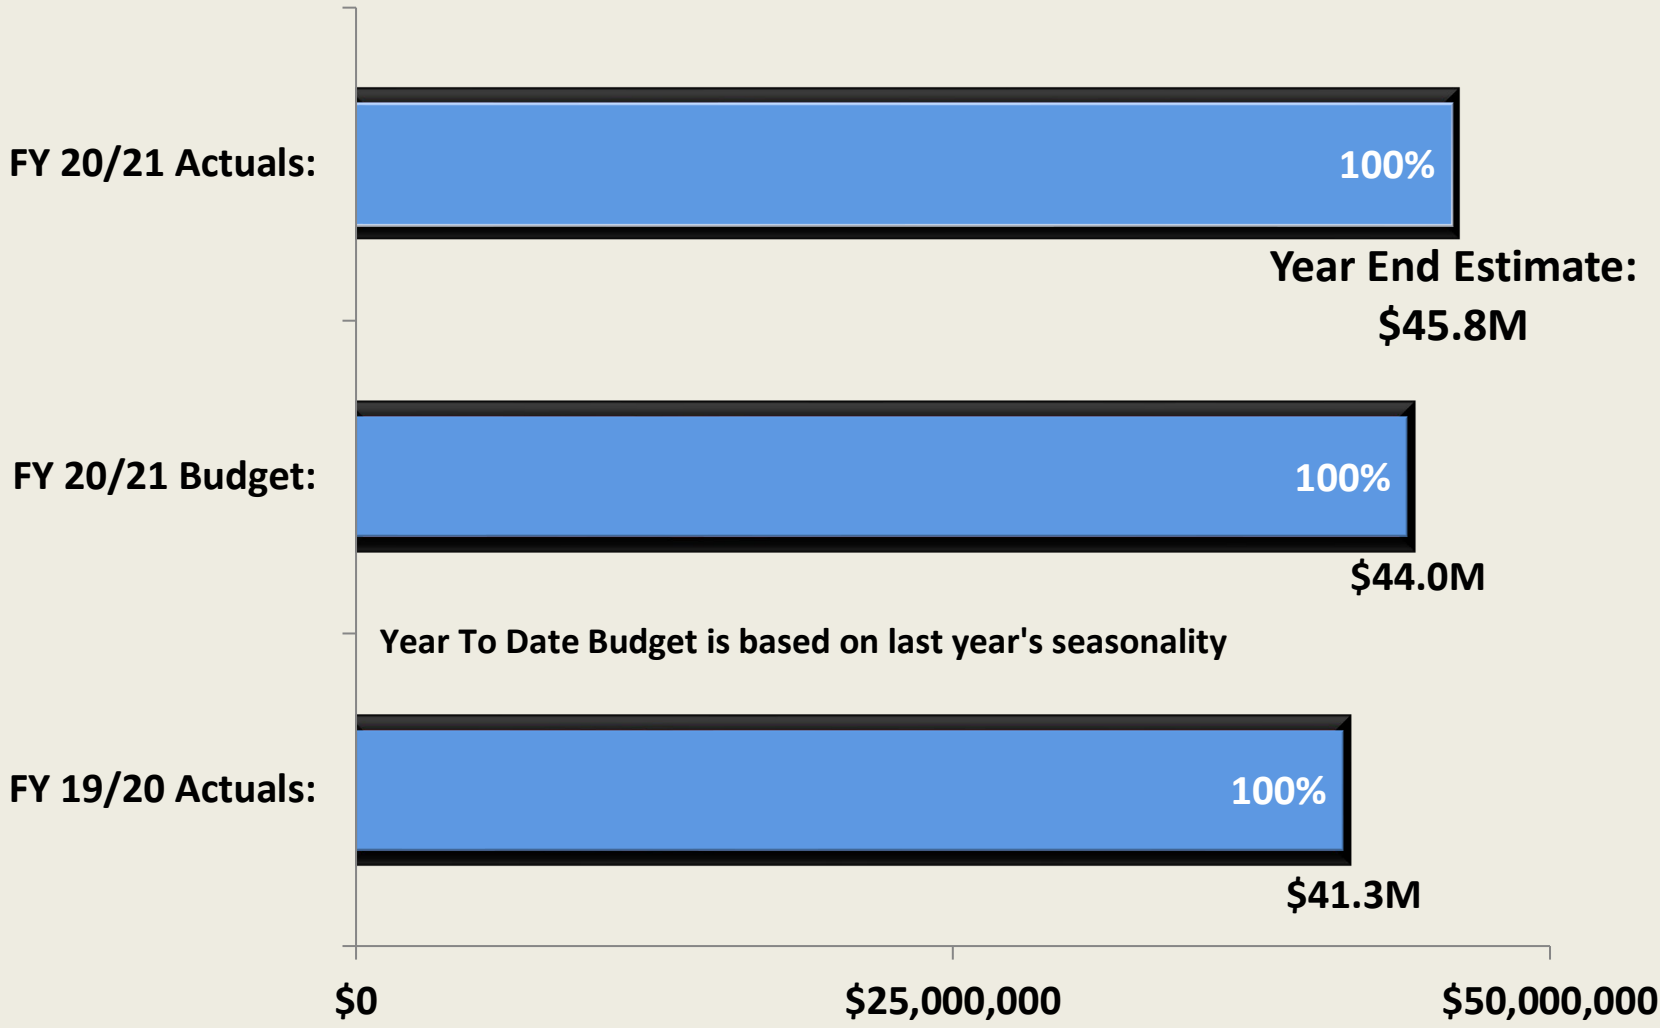 FY 20/21 Actuals:
100%
Year End Estimate:
$45.8M
FY 20/21 Budget:
100%
$44.0M
Year To Date Budget is based on last year's seasonality
FY 19/20 Actuals:
100%
$41.3M
$0
$25,000,000
$50,000,000